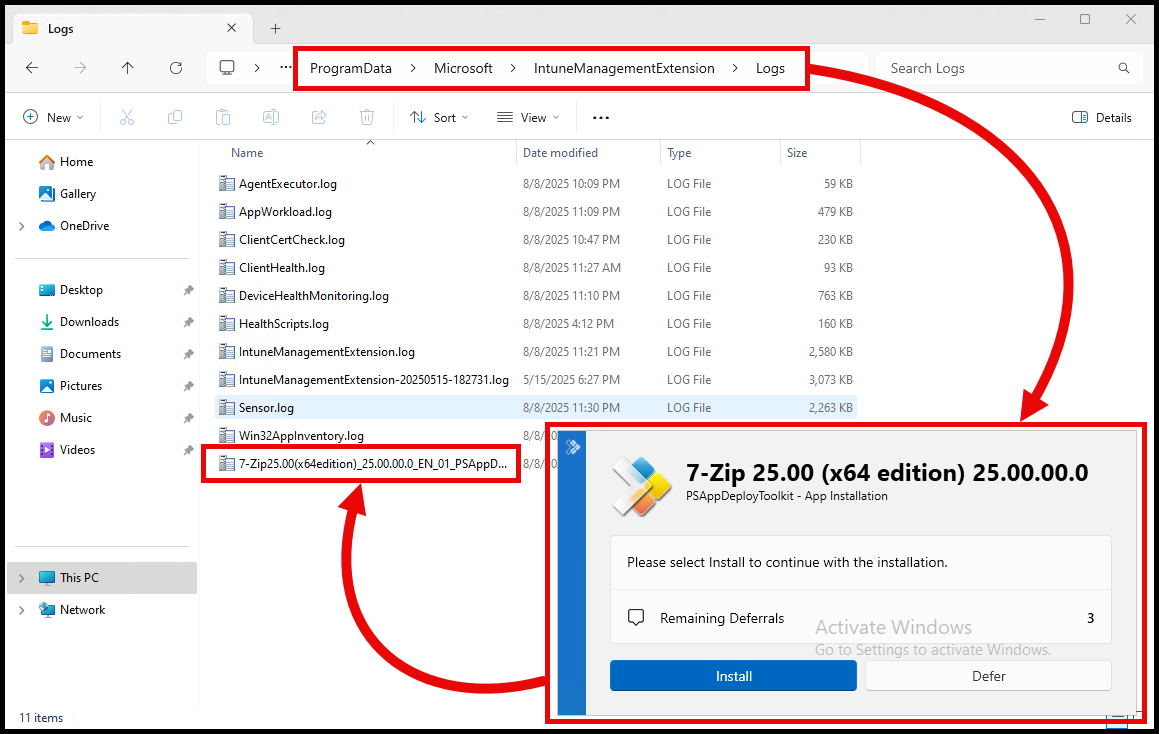 Logs
ProgramData > Microsoft > IntuneManagementExtension > Logs
Search Logs
New
Sort
View
Details
Name Date modified Type Size
AgentExecutor.log 8/8/2025 10:09 PM LOG File 59 KB
AppWorkload.log 8/8/2025 11:09 PM LOG File 479 KB
ClientCertCheck.log 8/8/2025 10:47 PM LOG File 230 KB
ClientHealth.log 8/8/2025 11:27 AM LOG File 93 KB
DeviceHealthMonitoring.log 8/8/2025 11:10 PM LOG File 763 KB
HealthScripts.log 8/8/2025 4:12 PM LOG File 160 KB
IntuneManagementExtension.log 8/8/2025 11:21 PM LOG File 2,580 KB
IntuneManagementExtension-20250515-182731.log 5/15/2025 6:27 PM LOG File 3,073 KB
Sensor.log 8/8/2025 11:30 PM LOG File 2,263 KB
Win32AppInventory.log 8/8/20
7-Zip25.00(x64edition)_25.00.00.0_EN_01_PSAppD... 8/8/20
Home
Gallery
OneDrive
Desktop
Downloads
Documents
Pictures
Music
Videos
This PC
Network
11 items
7-Zip 25.00 (x64 edition) 25.00.00.0
PSAppDeployToolkit - App Installation
Please select Install to continue with the installation.
Remaining Deferrals 3
Activate Windows
Go to Settings to activate Windows.
Install
Defer